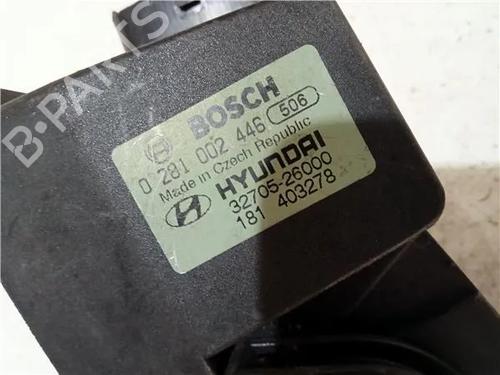 BOSCH
0 281 002 446 506
Made in Czech Republic
HYUNDAI
32705-26000
181 403278
B-PARTS